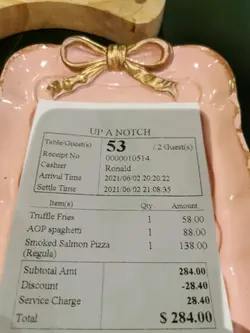 UP A NOTCH
Table/Guest(s) 53 / 2 Guest(s)
Receipt No 0000010514
Cashier Ronald
Arrival Time 2021/06/02 20:20:22
Settle Time 2021/06/02 21:08:35
Item(s) Qty Amount
Truffle Fries 1 58.00
AOP spaghetti 1 88.00
Smoked Salmon Pizza 1 138.00
(Regula)
Subtotal Amt 284.00
Discount -28.40
Service Charge 28.40
Total $ 284.00